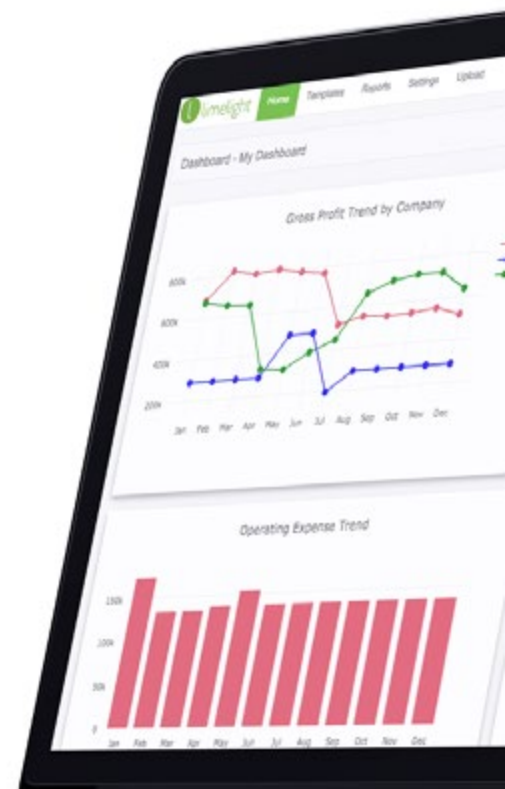 limelight Home Templates Reports Settings Upload
Dashboard - My Dashboard
Gross Profit Trend by Company
800k
600k
400k
200k
Jan Feb Mar Apr May Jun Jul Aug Sep Oct Nov Dec
Operating Expense Trend
150k
100k
50k
0
Jan Feb Mar Apr May Jun Jul Aug Sep Oct Nov Dec